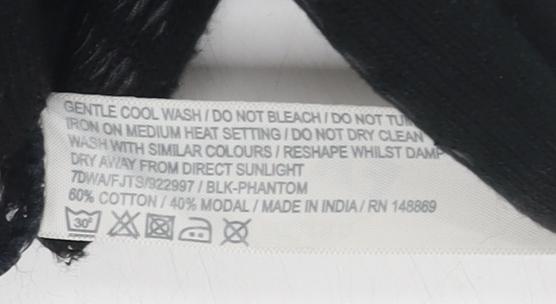 GENTLE COOL WASH / DO NOT BLEACH / DO NOT
IRON ON MEDIUM HEAT SETTING / DO NOT DRY CLEAN
WASH WITH SIMILAR COLOURS / RESHAPE WHILST DAMP
DRY AWAY FROM DIRECT SUNLIGHT
7DWA/FJTS/922997 / BLK-PHANTOM
60% COTTON / 40% MODAL / MADE IN INDIA / RN 148869
30°